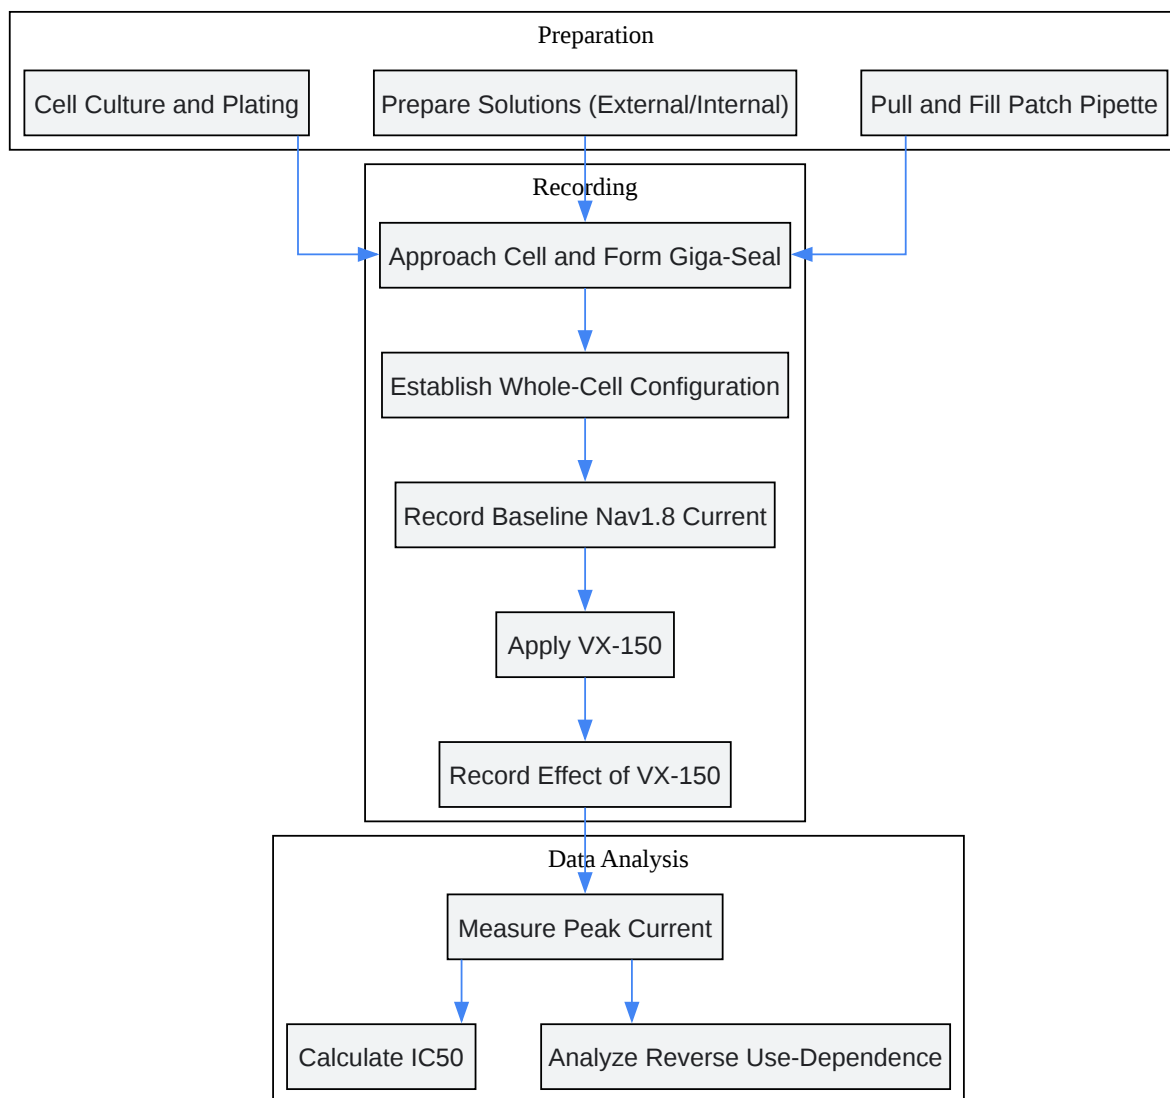 Preparation
Cell Culture and Plating
Prepare Solutions (External/Internal)
Pull and Fill Patch Pipette
Recording
Approach Cell and Form Giga-Seal
Establish Whole-Cell Configuration
Record Baseline Nav1.8 Current
Apply VX-150
Record Effect of VX-150
Data Analysis
Measure Peak Current
Calculate IC50
Analyze Reverse Use-Dependence